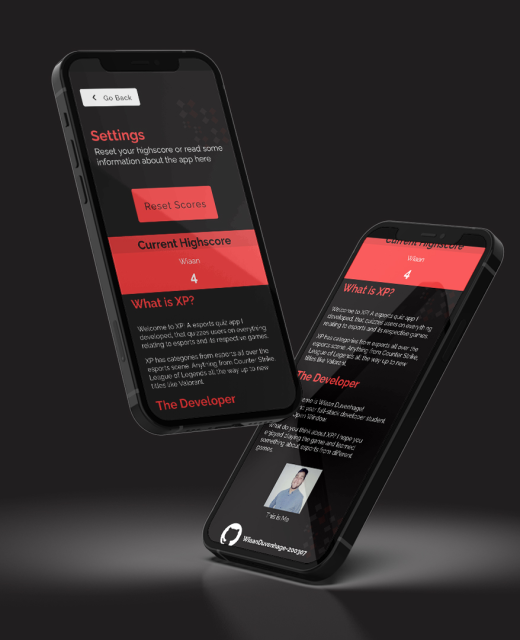 Go Back
Settings
Reset your highscore or read some
information about the app here
Reset Scores
Current Highscore
Wiaan
4
What is XP?
Welcome to XP. A esports quiz app I
developed, that quizzes users on everything
relating to esports and its respective games.
XP has categories from esports all over the
esports scene. Anything from Counter Strike,
League of Legends all the way up to new
titles like Valorant.
The Developer
Current Highscore
Wiaan
4
What is XP?
Welcome to XP. A esports quiz app I
developed, that quizzes users on everything
relating to esports and its respective games.
XP has categories from esports all over the
esports scene. Anything from Counter Strike,
League of Legends all the way up to new
titles like Valorant.
The Developer
me is Wiaan Duvenhage!
your full-stack developer student
Open Window.
what do you think about XP? I hope you
enjoyed playing the game and learned
something about esports from different
games.
This is Me
WiaanDuvenhage-200307